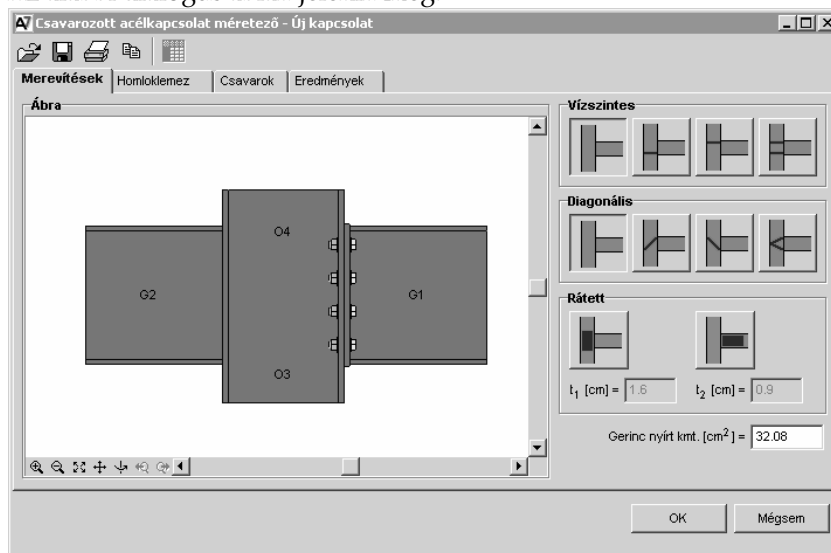 Csavarozott acélkapcsolat méretező - Új kapcsolat
Merevítések Homloklemez Csavarok Eredmények
Ábra
O4
G2
G1
O3
Vízszintes
Diagonális
Rátett
t1 [cm] = 1.6 t2 [cm] = 0.9
Gerinc nyírt kmt. [cm2] = 32.08
OK Mégsem